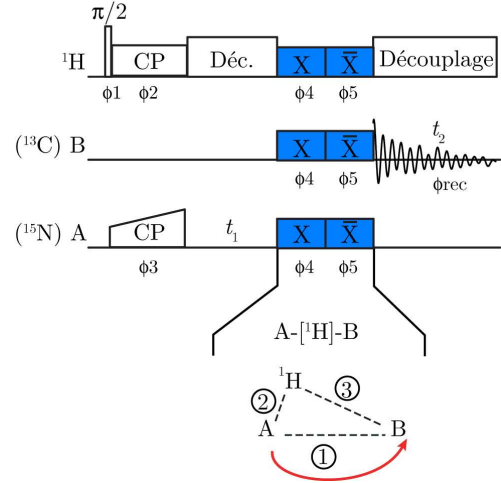 π/2
¹H CP Déc. X X̅ Découplage
ϕ1 ϕ2 ϕ4 ϕ5
(¹³C) B X X̅ t₂
ϕ4 ϕ5 ϕrec
(¹⁵N) A CP t₁ X X̅
ϕ3 ϕ4 ϕ5
A-[¹H]-B
¹H
② ③
A B
①